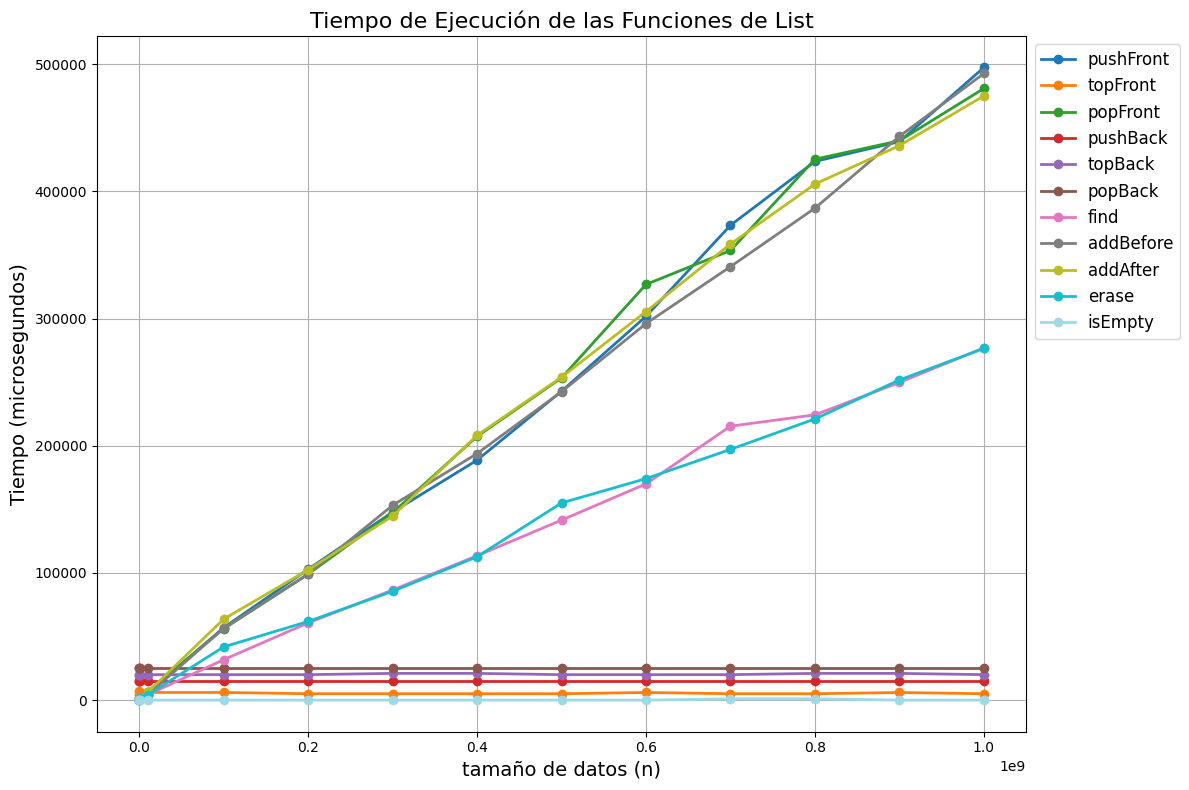 Tiempo de Ejecución de las Funciones de List
Tiempo (microsegundos)
500000
400000
300000
200000
100000
0
0.0
0.2
0.4
0.6
0.8
1.0
1e9
tamaño de datos (n)
pushFront
topFront
popFront
pushBack
topBack
popBack
find
addBefore
addAfter
erase
isEmpty